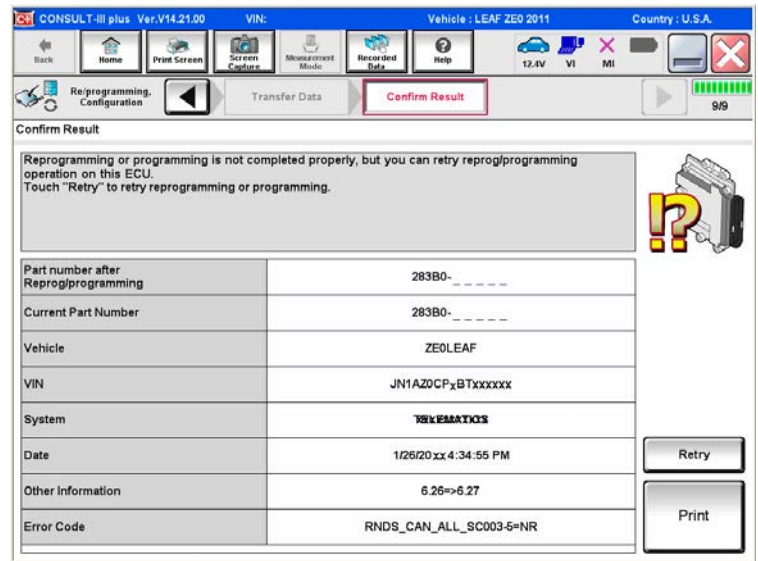 C+ CONSULT-III plus Ver.V14.21.00 VIN: Vehicle : LEAF ZE0 2011 Country : U.S.A.
Back
Home
Print Screen
Screen Capture
Measurement Mode
Recorded Data
Help
12.4V
VI
MI
Re/programming, Configuration
Transfer Data
Confirm Result
9/9
Confirm Result
Reprogramming or programming is not completed properly, but you can retry reprog/programming
operation on this ECU.
Touch "Retry" to retry reprogramming or programming.
!?
Part number after
Reprog/programming
283B0-_ _ _ _ _
Current Part Number
283B0-_ _ _ _ _
Vehicle
ZE0LEAF
VIN
JN1AZ0CPxBTxxxxxx
System
Date
1/26/20xx 4:34:55 PM
Other Information
6.26=>6.27
Error Code
RNDS_CAN_ALL_SC003-5=NR
Retry
Print